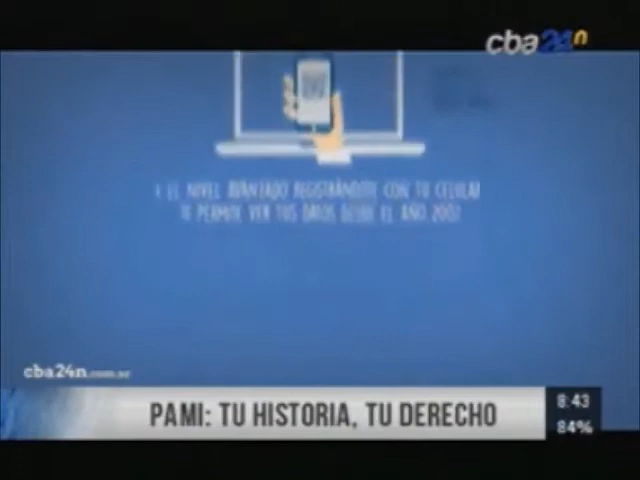 cba24n
EL NIVEL AVANZADO REGISTRÁNDOTE CON TU CELULAR
TE PERMITE VER TUS DATOS DESDE EL AÑO
cba24n.com.ar
PAMI: TU HISTORIA, TU DERECHO
8:43
84%